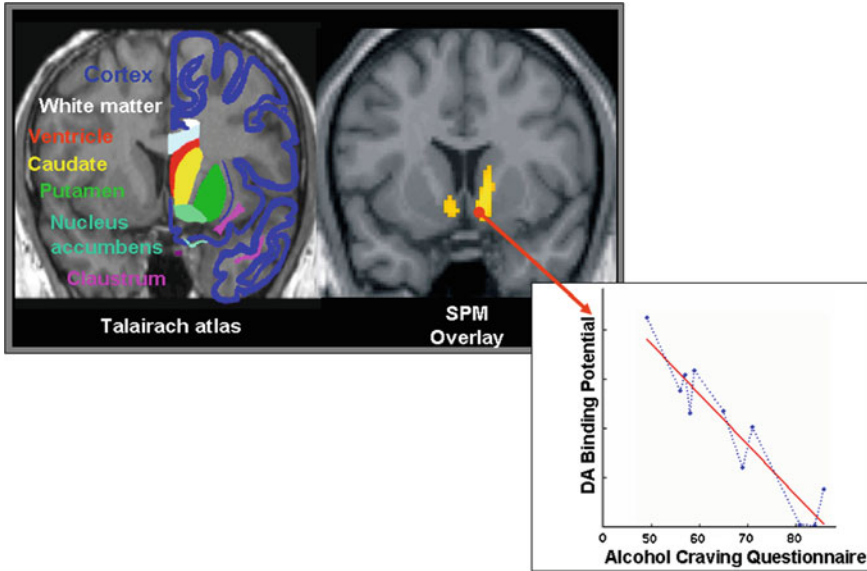 Cortex
White matter
Ventricle
Caudate
Putamen
Nucleus
accumbens
Claustrum
Talairach atlas
SPM
Overlay
DA Binding Potential
0 50 60 70 80
Alcohol Craving Questionnaire